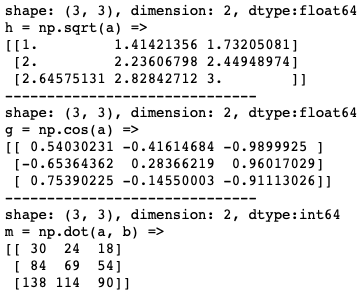 shape: (3, 3), dimension: 2, dtype:float64
h = np.sqrt(a) =>
[[1.         1.41421356 1.73205081]
 [2.         2.23606798 2.44948974]
 [2.64575131 2.82842712 3.        ]]
------------------------------
shape: (3, 3), dimension: 2, dtype:float64
g = np.cos(a) =>
[[ 0.54030231 -0.41614684 -0.9899925 ]
 [-0.65364362  0.28366219  0.96017029]
 [ 0.75390225 -0.14550003 -0.91113026]]
------------------------------
shape: (3, 3), dimension: 2, dtype:int64
m = np.dot(a, b) =>
[[ 30  24  18]
 [ 84  69  54]
 [138 114  90]]